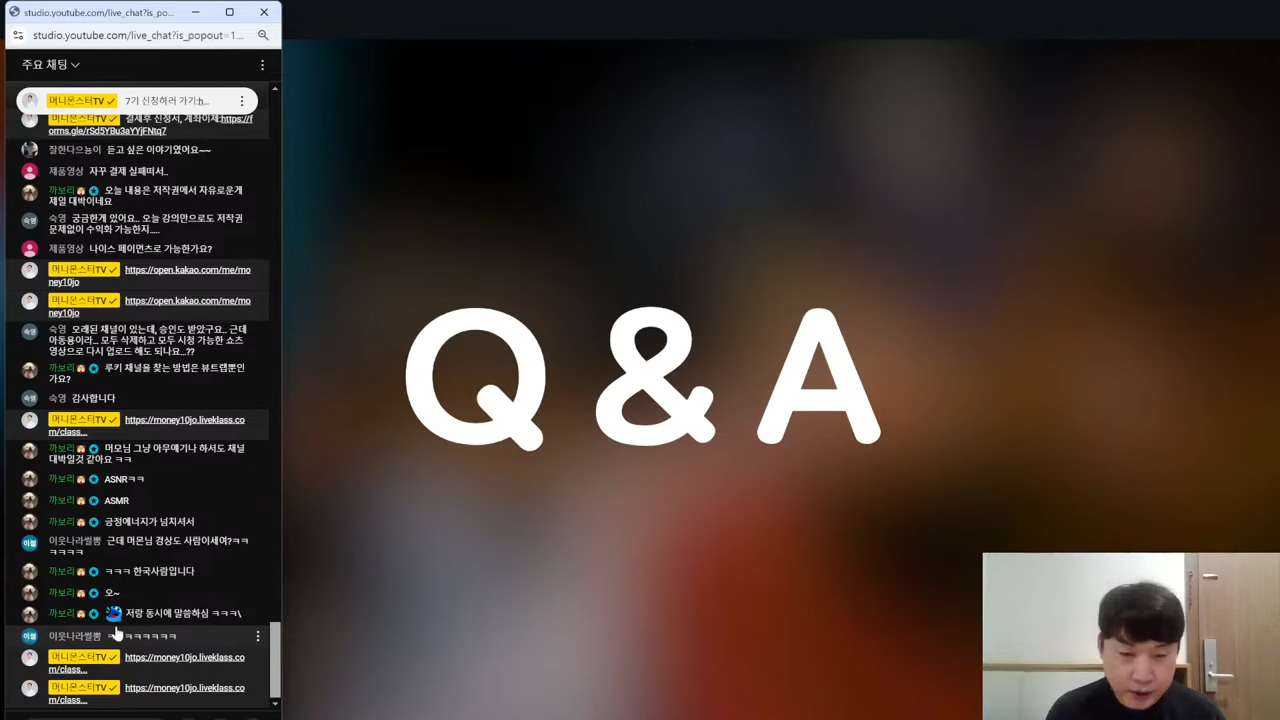 studio.youtube.com/live_chat?is_po...
studio.youtube.com/live_chat?is_popout=1...
주요 채팅
머니몬스터TV 7기 신청하러 가기:h...
머니몬스터TV 결제후 신청서, 계좌이체:https://f
orms.gle/rSd5YBu3aYYjFNtq7
잘한다으뇽이 듣고 싶은 이야기였어요~~
제품영상 자꾸 결제 실패떠서..
까보리 오늘 내용은 저작권에서 자유로운게
제일 대박이네요
숙영 궁금한게 있어요.. 오늘 강의만으로도 저작권
문제없이 수익화 가능한지.....
제품영상 나이스 페이먼츠로 가능한가요?
머니몬스터TV https://open.kakao.com/me/mo
ney10jo
머니몬스터TV https://open.kakao.com/me/mo
ney10jo
숙영 오래된 채널이 있는데, 승인도 받았구요.. 근데
아동용이라... 모두 삭제하고 모두 시청 가능한 쇼츠
영상으로 다시 업로드 해도 되나요...??
까보리 루키 채널을 찾는 방법은 뷰트랩뿐인
가요?
숙영 감사합니다
머니몬스터TV https://money10jo.liveklass.co
m/class...
까보리 머모님 그냥 아무얘기나 하셔도 채널
대박일것 같아요 ㅋㅋ
까보리 ASNRㅋㅋ
까보리 ASMR
까보리 긍정에너지가 넘치셔서
이웃나라썰뽐 근데 머몬님 경상도 사람이세여?ㅋㅋ
ㅋㅋㅋㅋ
까보리 ㅋㅋㅋ 한국사람입니다
까보리 오~
까보리 저랑 동시에 말씀하심 ㅋㅋㅋ\
이웃나라썰뽐 ㅋㅋㅋㅋㅋㅋㅋ
머니몬스터TV https://money10jo.liveklass.co
m/class...
머니몬스터TV https://money10jo.liveklass.co
m/class...
Q & A